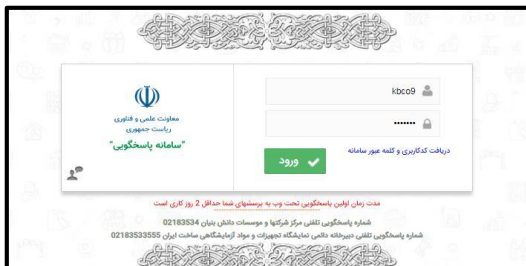 معاونت علمی و فناوری
ریاست جمهوری
"سامانه پاسخگویی"
kbco9
•••••••
دریافت کدکاربری و کلمه عبور سامانه
ورود
مدت زمان اولین پاسخگویی تحت وب به پرسشهای شما حداقل 2 روز کاری است
شماره پاسخگویی تلفنی مرکز شرکتها و موسسات دانش بنیان 02183534
شماره پاسخگویی تلفنی دبیرخانه دائمی نمایشگاه تجهیزات و مواد آزمایشگاهی ساخت ایران 02183533555